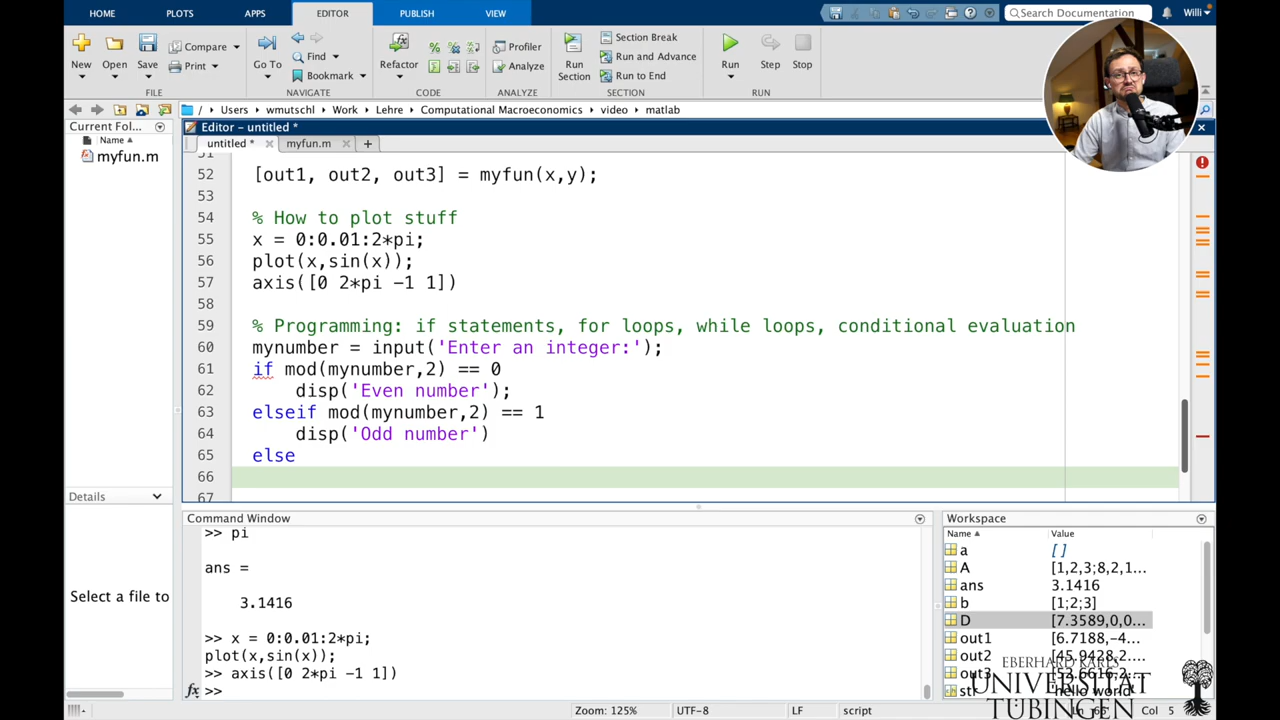 HOME PLOTS APPS EDITOR PUBLISH VIEW
Search Documentation Willi
New Open Save Compare Print Go To Find Bookmark Refactor Profiler Analyze Run Section Section Break Run and Advance Run to End Run Step Stop
FILE NAVIGATE CODE ANALYZE SECTION RUN
/ Users wmutschl Work Lehre Computational Macroeconomics video matlab
Current Fol...
Name
myfun.m
Details
Select a file to
Editor - untitled *
untitled * myfun.m
51
52 [out1, out2, out3] = myfun(x,y);
53
54 % How to plot stuff
55 x = 0:0.01:2*pi;
56 plot(x,sin(x));
57 axis([0 2*pi -1 1])
58
59 % Programming: if statements, for loops, while loops, conditional evaluation
60 mynumber = input('Enter an integer:');
61 if mod(mynumber,2) == 0
62 disp('Even number');
63 elseif mod(mynumber,2) == 1
64 disp('Odd number')
65 else
66
67
Command Window
>> pi
ans =
3.1416
>> x = 0:0.01:2*pi;
plot(x,sin(x));
>> axis([0 2*pi -1 1])
fx >>
Workspace
Name Value
a [ ]
A [1,2,3;8,2,1...
ans 3.1416
b [1;2;3]
D [7.3589,0,0...
out1 [6.7188,-4...
out2 [45.9428,2...
out3 [52.6616,2...
str 'hello world'
EBERHARD KARLS
UNIVERSITÄT
TÜBINGEN
Zoom: 125% UTF-8 LF script Ln 66 Col 5